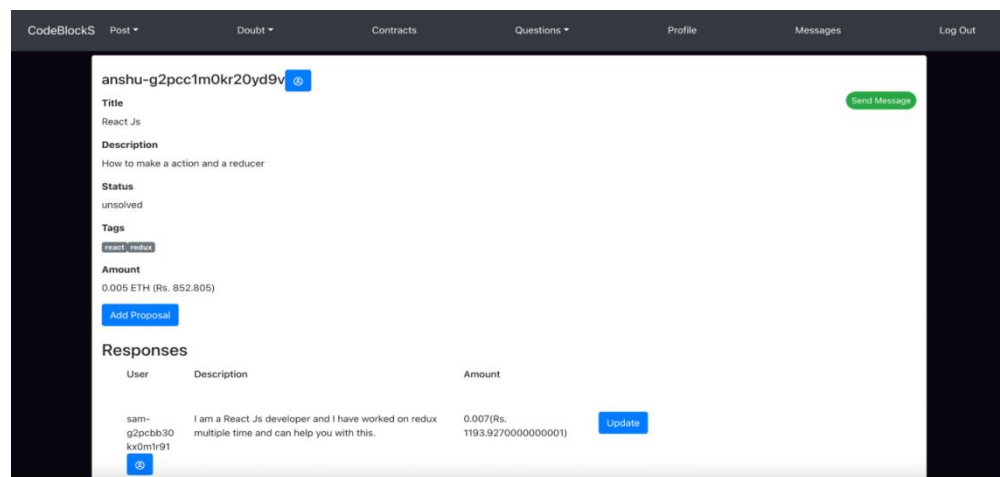 CodeBlockS Post Doubt Contracts Questions Profile Messages Log Out
anshu-g2pcc1m0kr20yd9v
Send Message
Title
React Js
Description
How to make a action and a reducer
Status
unsolved
Tags
react redux
Amount
0.005 ETH (Rs. 852.805)
Add Proposal
Responses
User Description Amount
sam- I am a React Js developer and I have worked on redux 0.007(Rs.
g2pcbb30 multiple time and can help you with this. 1193.9270000000001) Update
kx0m1r91